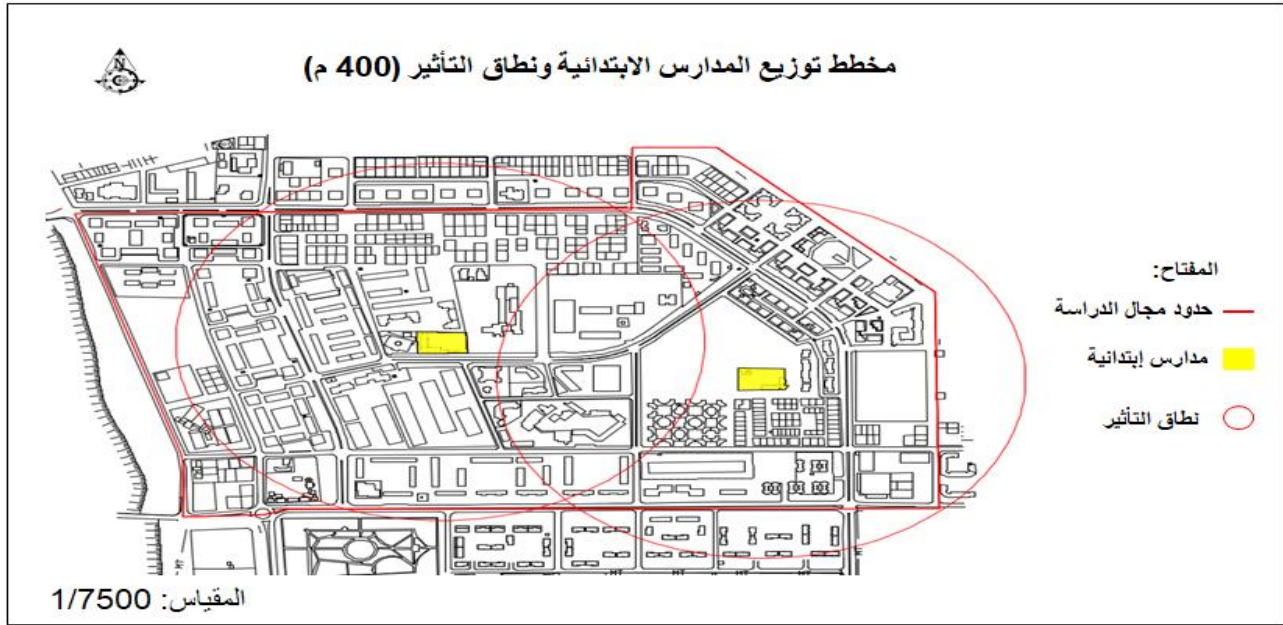 مخطط توزيع المدارس الابتدائية ونطاق التأثير (400 م)
N
المفتاح:
حدود مجال الدراسة
مدارس إبتدائية
نطاق التأثير
المقياس: 1/7500